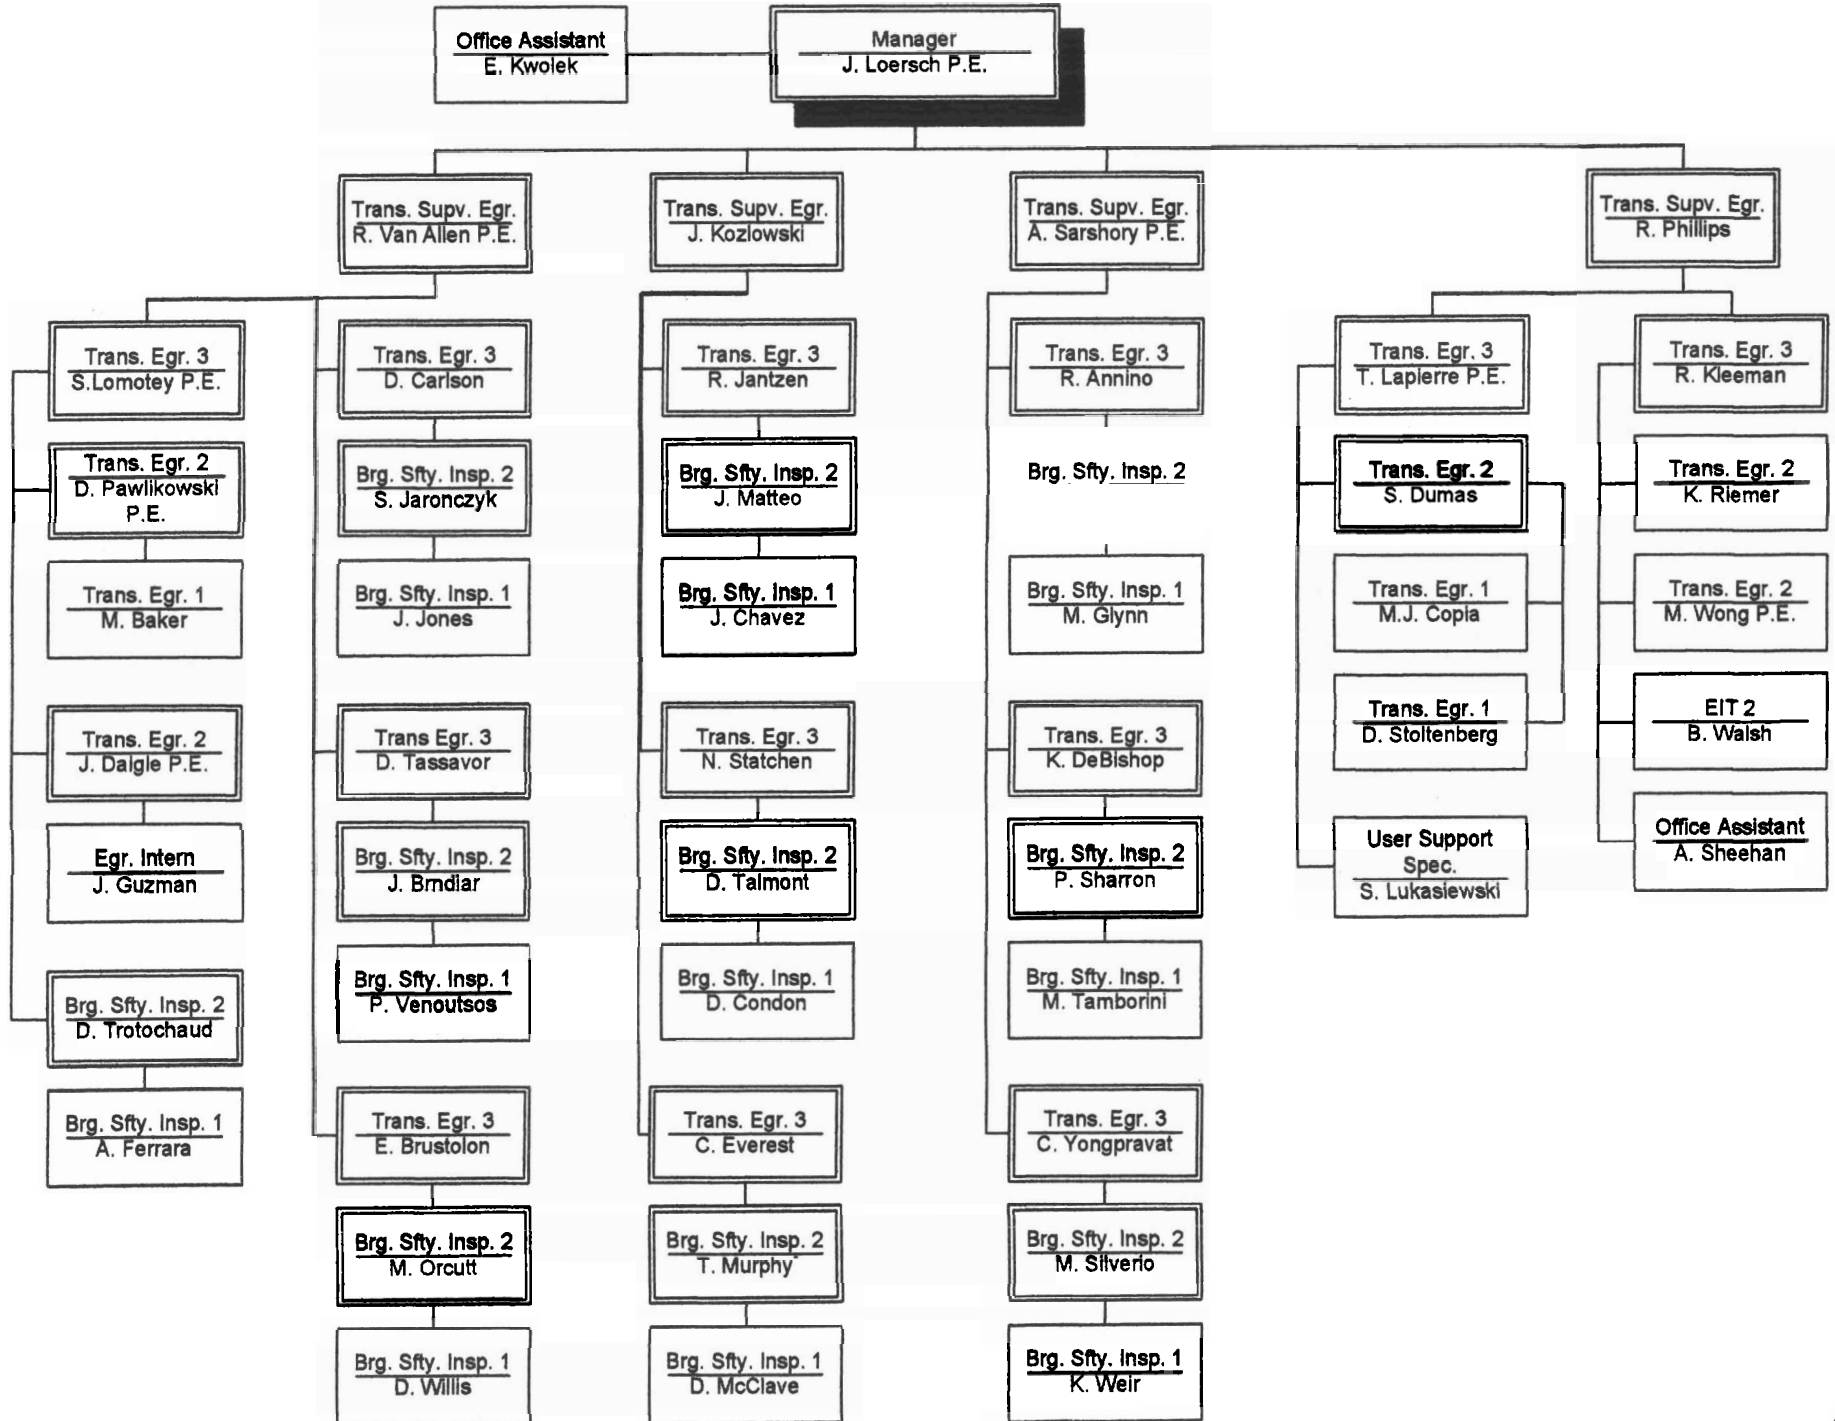 Office Assistant
E. Kwolek
Manager
J. Loersch P.E.
Trans. Supv. Egr.
R. Van Allen P.E.
Trans. Supv. Egr.
J. Kozlowski
Trans. Supv. Egr.
A. Sarshory P.E.
Trans. Supv. Egr.
R. Phillips
Trans. Egr. 3
S.Lomotey P.E.
Trans. Egr. 2
D. Pawlikowski
P.E.
Trans. Egr. 1
M. Baker
Trans. Egr. 2
J. Daigle P.E.
Egr. Intern
J. Guzman
Brg. Sfty. Insp. 2
D. Trotochaud
Brg. Sfty. Insp. 1
A. Ferrara
Trans. Egr. 3
D. Carlson
Brg. Sfty. Insp. 2
S. Jaronczyk
Brg. Sfty. Insp. 1
J. Jones
Trans Egr. 3
D. Tassavor
Brg. Sfty. Insp. 2
J. Brndiar
Brg. Sfty. Insp. 1
P. Venoutsos
Trans. Egr. 3
E. Brustolon
Brg. Sfty. Insp. 2
M. Orcutt
Brg. Sfty. Insp. 1
D. Willis
Trans. Egr. 3
R. Jantzen
Brg. Sfty. Insp. 2
J. Matteo
Brg. Sfty. Insp. 1
J. Chavez
Trans. Egr. 3
N. Statchen
Brg. Sfty. Insp. 2
D. Talmont
Brg. Sfty. Insp. 1
D. Condon
Trans. Egr. 3
C. Everest
Brg. Sfty. Insp. 2
T. Murphy
Brg. Sfty. Insp. 1
D. McClave
Trans. Egr. 3
R. Annino
Brg. Sfty. Insp. 2
Brg. Sfty. Insp. 1
M. Glynn
Trans. Egr. 3
K. DeBishop
Brg. Sfty. Insp. 2
P. Sharron
Brg. Sfty. Insp. 1
M. Tamborini
Trans. Egr. 3
C. Yongpravat
Brg. Sfty. Insp. 2
M. Silverio
Brg. Sfty. Insp. 1
K. Weir
Trans. Egr. 3
T. Lapierre P.E.
Trans. Egr. 2
S. Dumas
Trans. Egr. 1
M.J. Copia
Trans. Egr. 1
D. Stoltenberg
User Support
Spec.
S. Lukasiewski
Trans. Egr. 3
R. Kleeman
Trans. Egr. 2
K. Riemer
Trans. Egr. 2
M. Wong P.E.
EIT 2
B. Walsh
Office Assistant
A. Sheehan